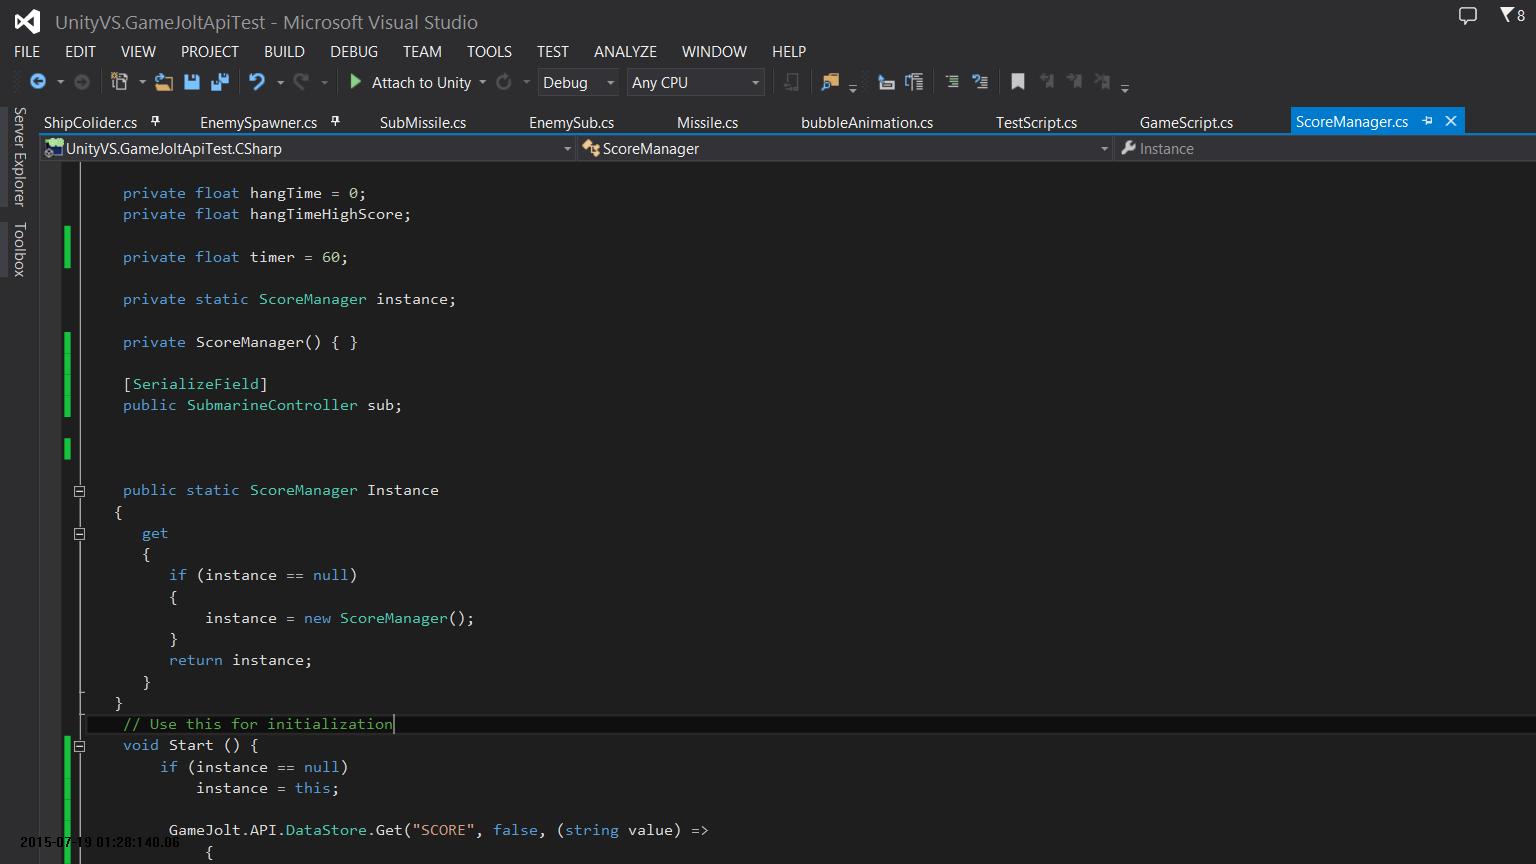 UnityVS.GameJoltApiTest - Microsoft Visual Studio
8
FILE EDIT VIEW PROJECT BUILD DEBUG TEAM TOOLS TEST ANALYZE WINDOW HELP
Attach to Unity Debug Any CPU
Server Explorer
Toolbox
ShipColider.cs EnemySpawner.cs SubMissile.cs EnemySub.cs Missile.cs bubbleAnimation.cs TestScript.cs GameScript.cs ScoreManager.cs
UnityVS.GameJoltApiTest.CSharp ScoreManager Instance
private float hangTime = 0;
private float hangTimeHighScore;
private float timer = 60;
private static ScoreManager instance;
private ScoreManager() { }
[SerializeField]
public SubmarineController sub;
public static ScoreManager Instance
{
get
{
if (instance == null)
{
instance = new ScoreManager();
}
return instance;
}
}
// Use this for initialization
void Start () {
if (instance == null)
instance = this;
GameJolt.API.DataStore.Get("SCORE", false, (string value) =>
{
2015-07-19 01:28:140.06